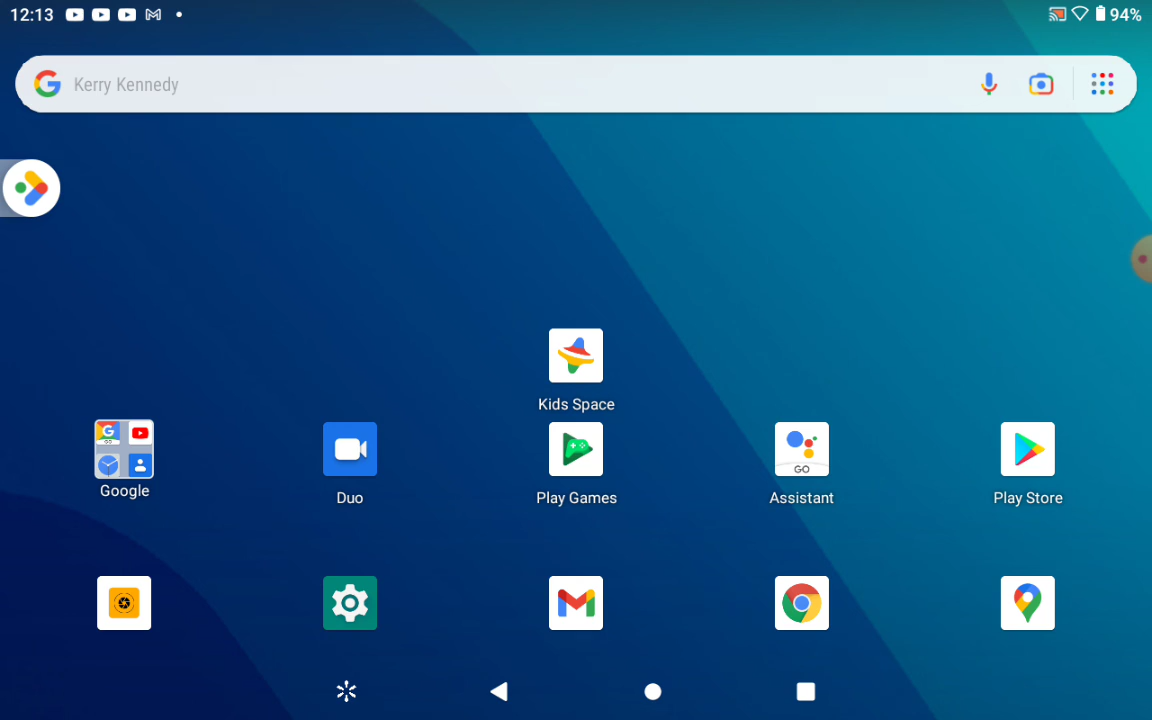 12:13
94%
Kerry Kennedy
Kids Space
Google
Duo
Play Games
GO
Assistant
Play Store